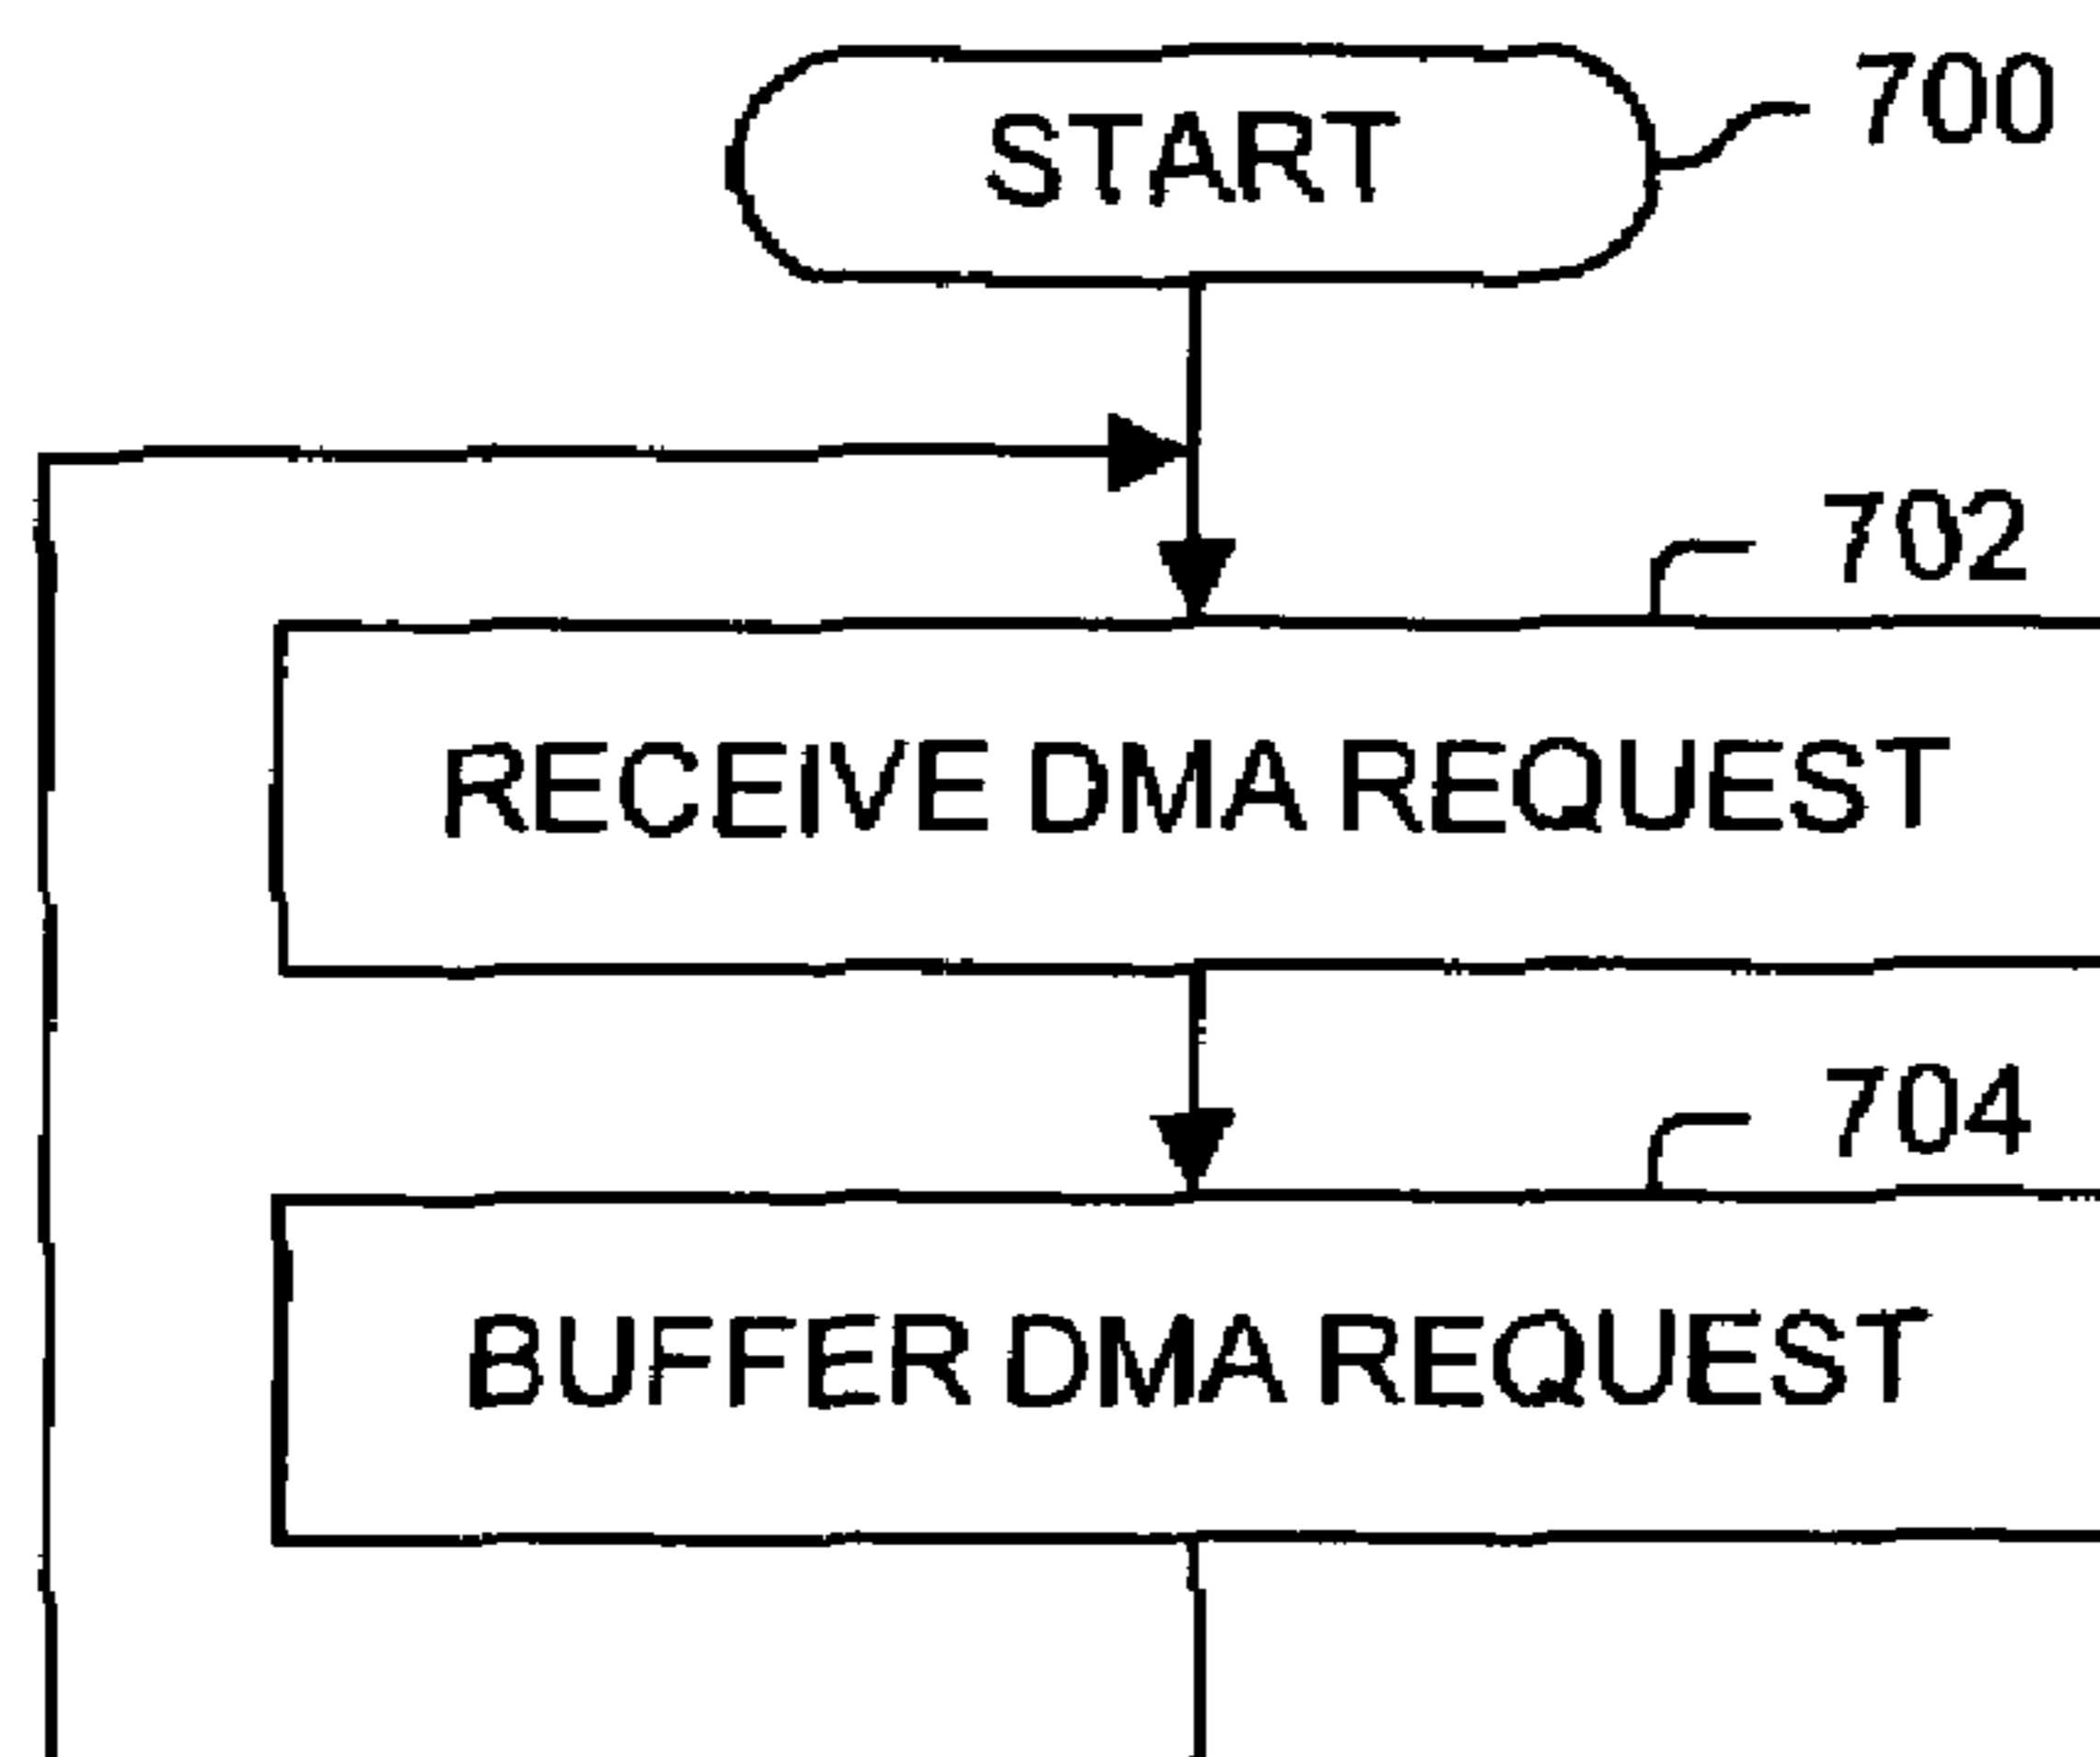 START
700
702
RECEIVE DMA REQUEST
704
BUFFER DMA REQUEST